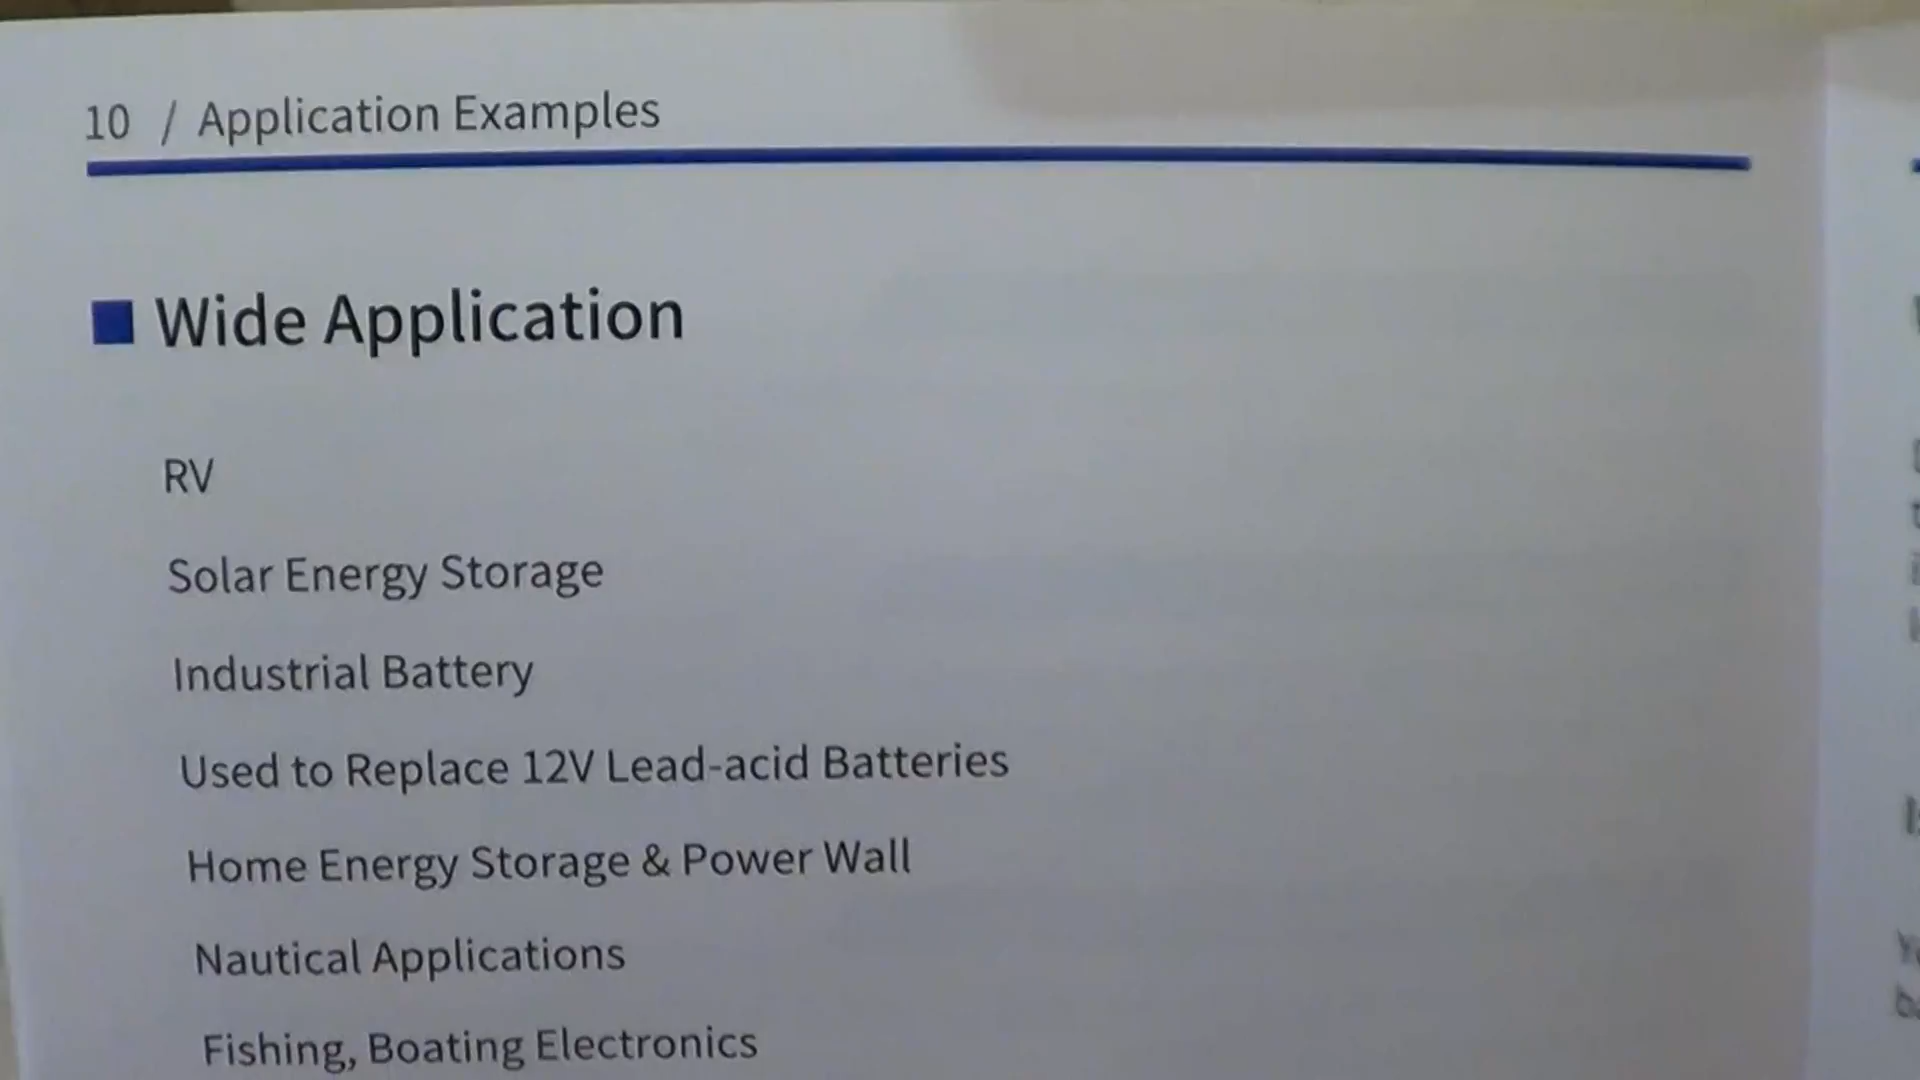 10 / Application Examples
Wide Application
RV
Solar Energy Storage
Industrial Battery
Used to Replace 12V Lead-acid Batteries
Home Energy Storage & Power Wall
Nautical Applications
Fishing, Boating Electronics